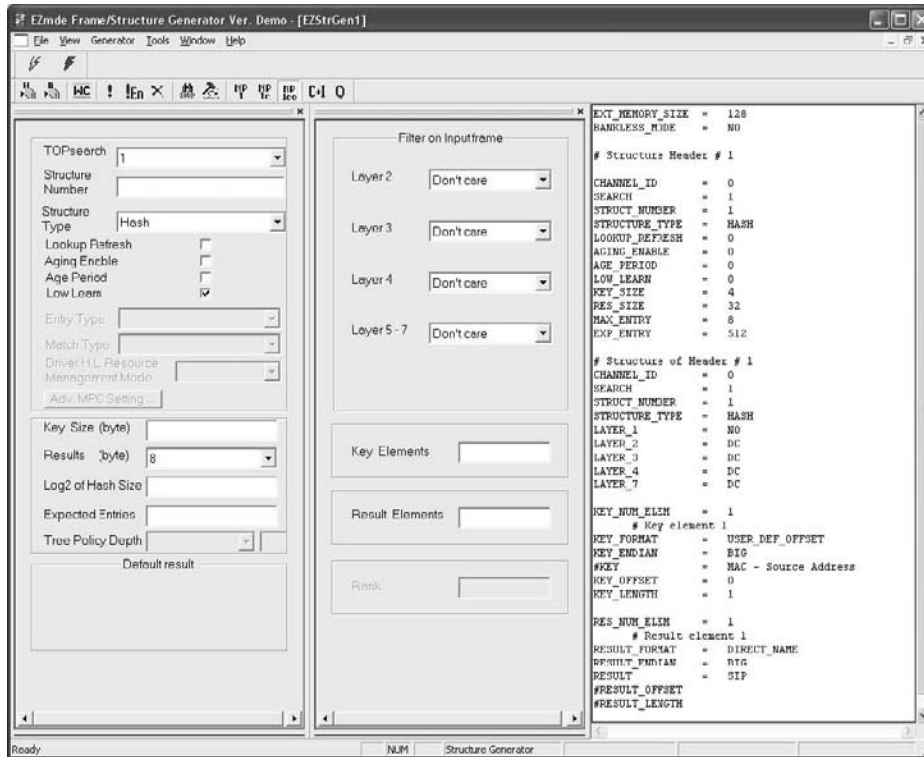 EZmde Frame/Structure Generator Ver. Demo - [EZStrGen1]
File View Generator Tools Window Help
WC ! !En
TOPsearch 1
Structure Number
Structure Type Hash
Lookup Refresh
Aging Enable
Age Period
Low Learn
Entry Type
Match Type
Driver H.L. Resource Management Mode...
Adv. MPC Setting ...
Key Size (byte)
Results (byte) 8
Log2 of Hash Size
Expected Entries
Tree Policy Depth
Default result
Filter on Inputframe
Layer 2 Don't care
Layer 3 Don't care
Layer 4 Don't care
Layer 5 - 7 Don't care
Key Elements
Result Elements
Rank
EXT_MEMORY_SIZE = 128
BANKLESS_MODE = NO
# Structure Header # 1
CHANNEL_ID = 0
SEARCH = 1
STRUCT_NUMBER = 1
STRUCTURE_TYPE = HASH
LOOKUP_REFRESH = 0
AGING_ENABLE = 0
AGE_PERIOD = 0
LOW_LEARN = 0
KEY_SIZE = 4
RES_SIZE = 32
MAX_ENTRY = 8
EXP_ENTRY = 512
# Structure of Header # 1
CHANNEL_ID = 0
SEARCH = 1
STRUCT_NUMBER = 1
STRUCTURE_TYPE = HASH
LAYER_1 = NO
LAYER_2 = DC
LAYER_3 = DC
LAYER_4 = DC
LAYER_7 = DC
KEY_NUM_ELEM = 1
# Key element 1
KEY_FORMAT = USER_DEF_OFFSET
KEY_ENDIAN = BIG
#KEY = MAC - Source Address
KEY_OFFSET = 0
KEY_LENGTH = 1
RES_NUM_ELEM = 1
# Result element 1
RESULT_FORMAT = DIRECT_NAME
RESULT_ENDIAN = BIG
RESULT = SIP
#RESULT_OFFSET
#RESULT_LENGTH
Ready NUM Structure Generator